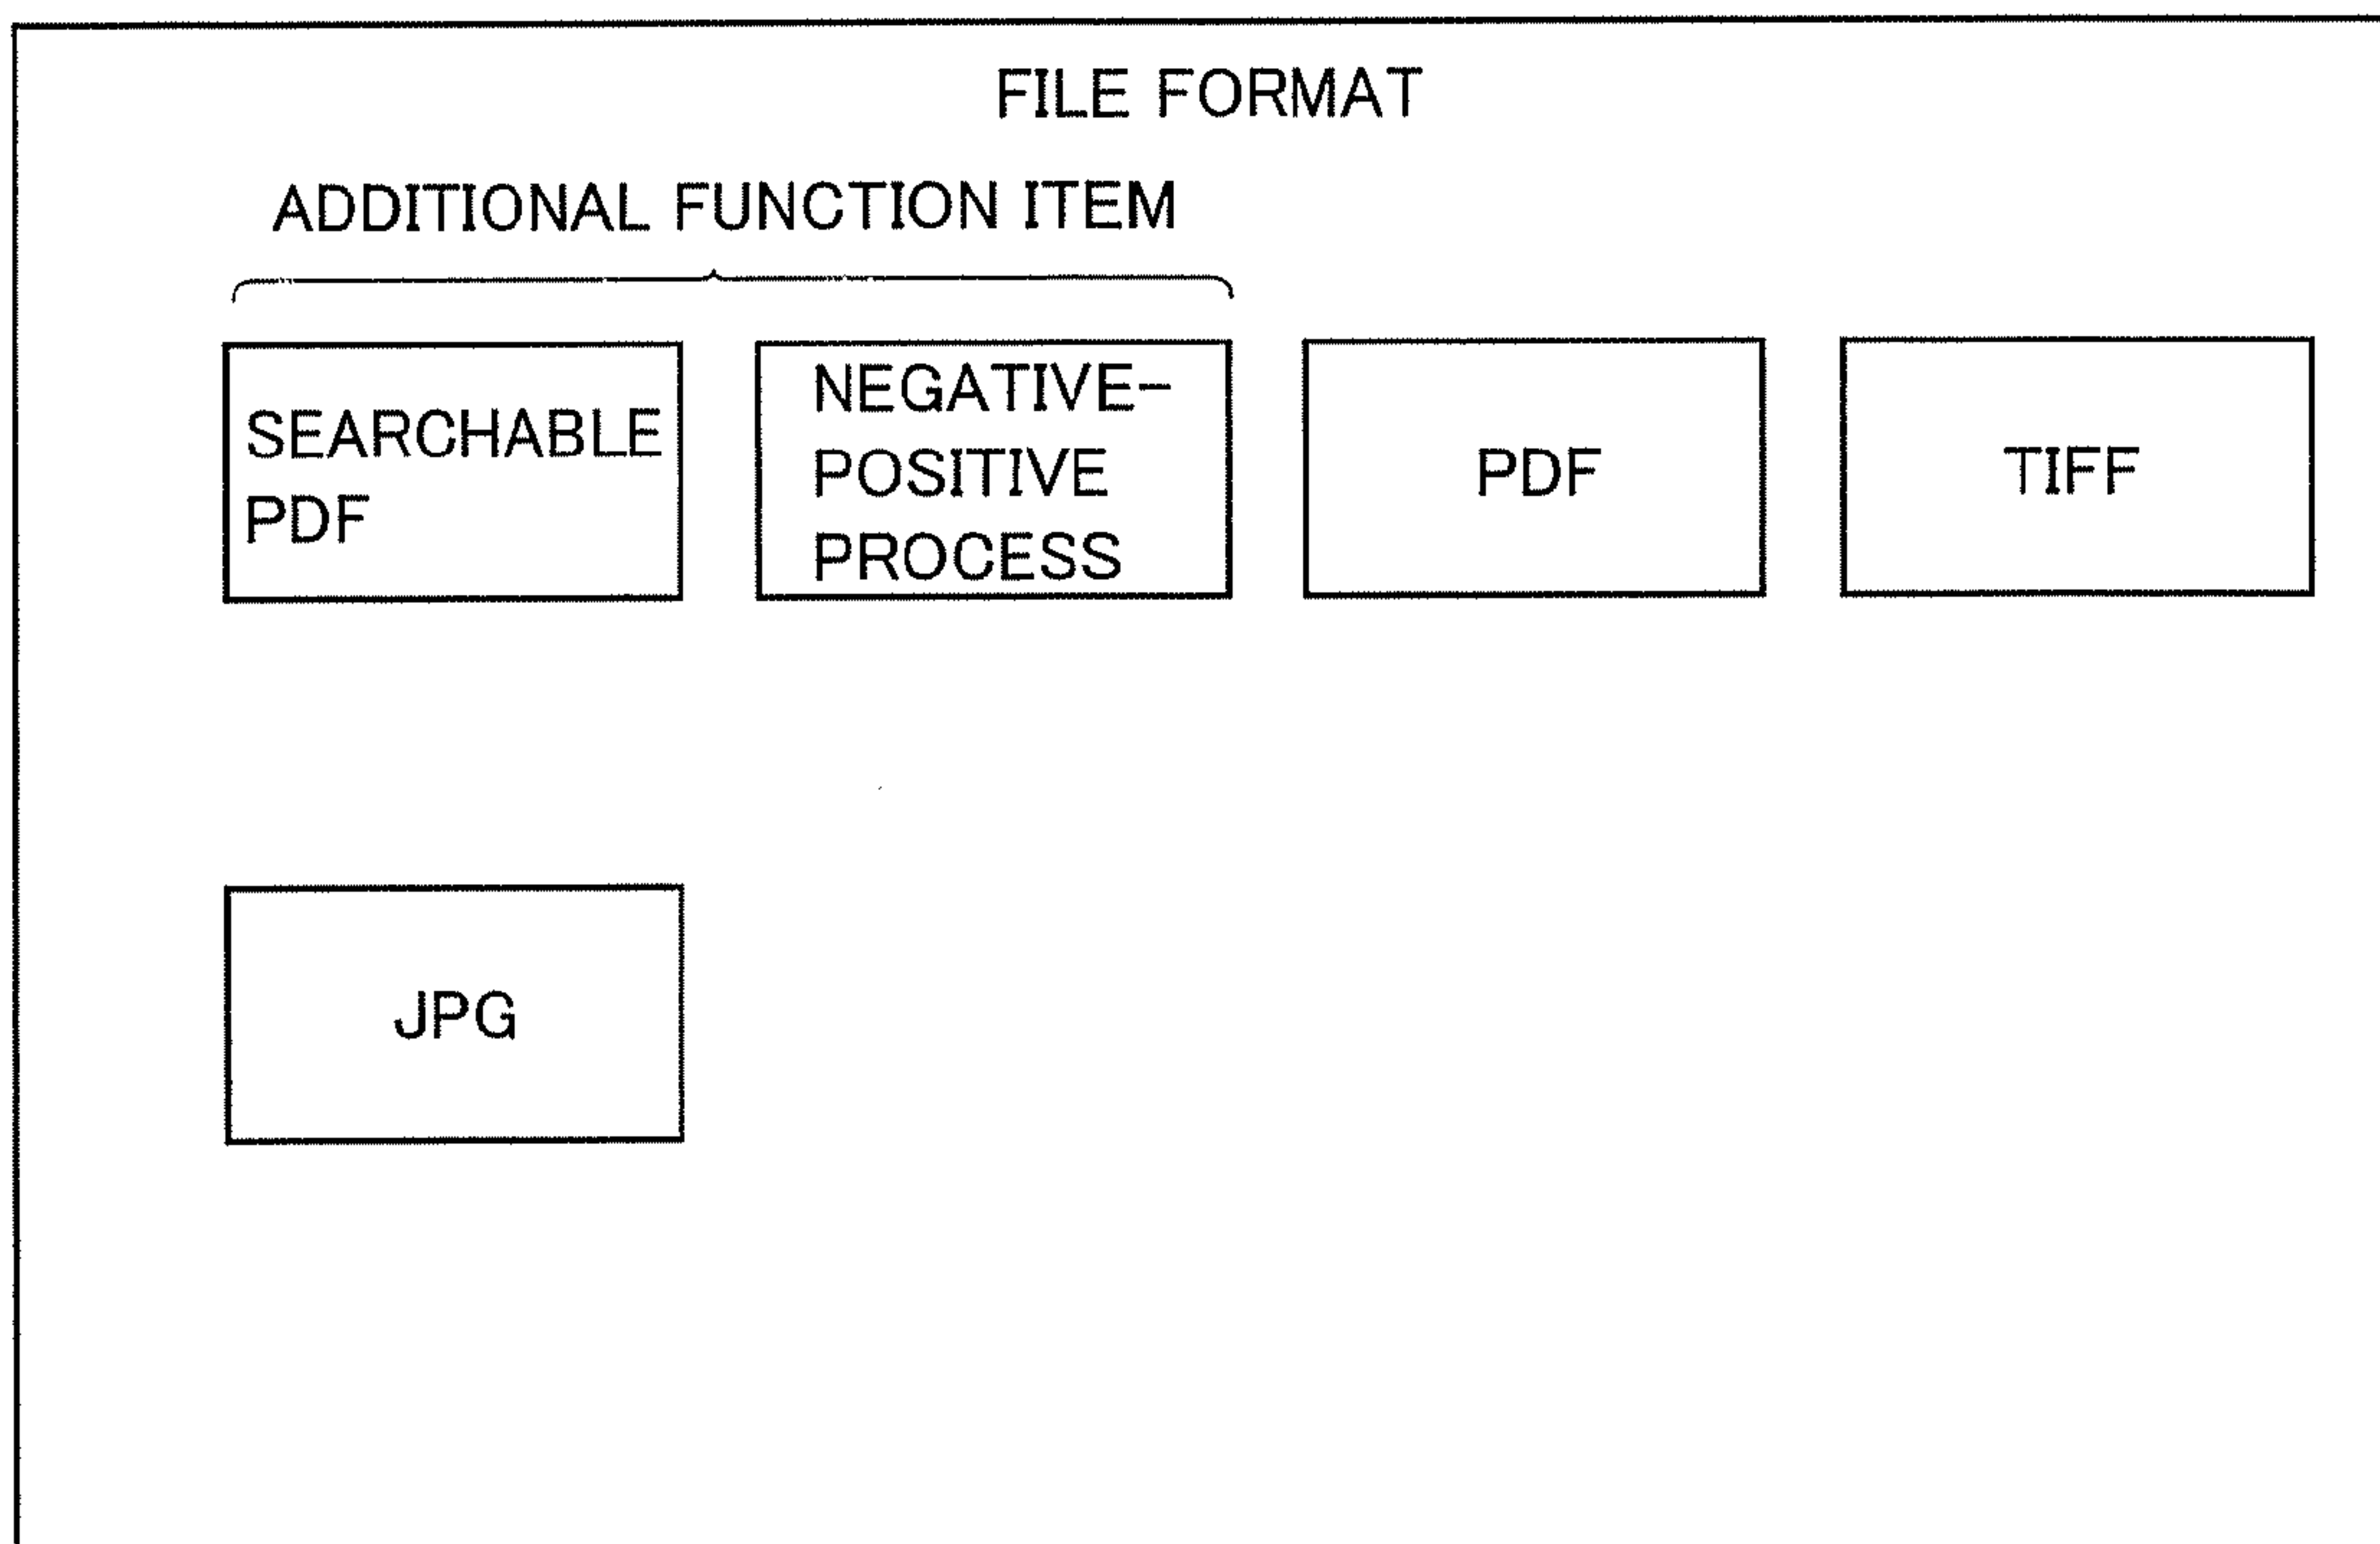 FILE FORMAT
ADDITIONAL FUNCTION ITEM
SEARCHABLE
PDF
NEGATIVE-
POSITIVE
PROCESS
PDF
TIFF
JPG